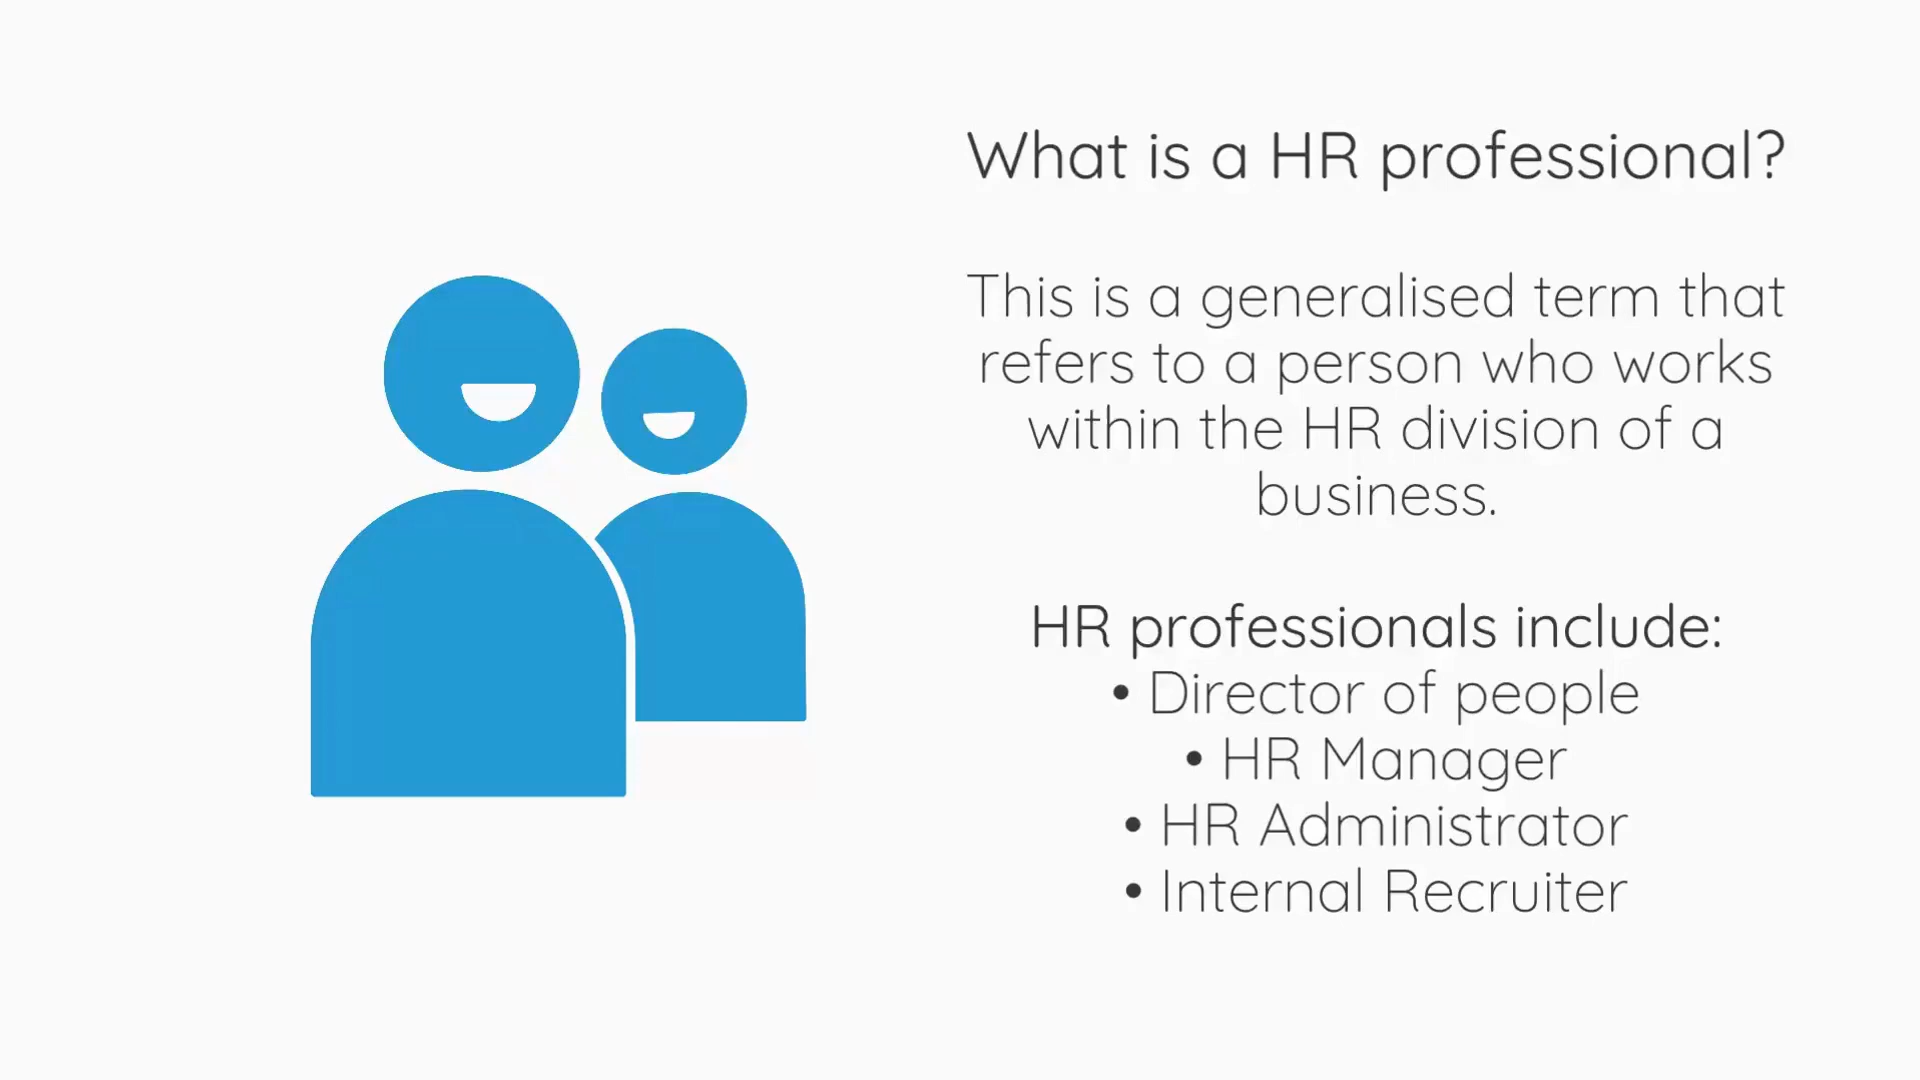 What is a HR professional?
This is a generalised term that
refers to a person who works
within the HR division of a
business.
HR professionals include:
• Director of people
• HR Manager
• HR Administrator
• Internal Recruiter